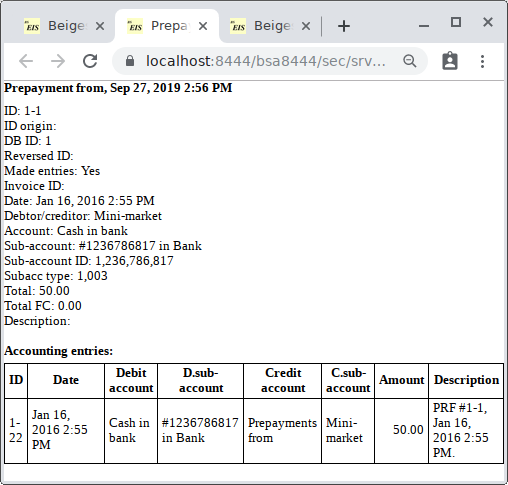 EIS Beige
EIS Prepa
EIS Beige
localhost:8444/bsa8444/sec/srv...
Prepayment from, Sep 27, 2019 2:56 PM
ID: 1-1
ID origin:
DB ID: 1
Reversed ID:
Made entries: Yes
Invoice ID:
Date: Jan 16, 2016 2:55 PM
Debtor/creditor: Mini-market
Account: Cash in bank
Sub-account: #1236786817 in Bank
Sub-account ID: 1,236,786,817
Subacc type: 1,003
Total: 50.00
Total FC: 0.00
Description:
Accounting entries:
ID Date Debit account D.sub-account Credit account C.sub-account Amount Description
1-22 Jan 16, 2016 2:55 PM Cash in bank #1236786817 in Bank Prepayments from Mini-market 50.00 PRF #1-1, Jan 16, 2016 2:55 PM.